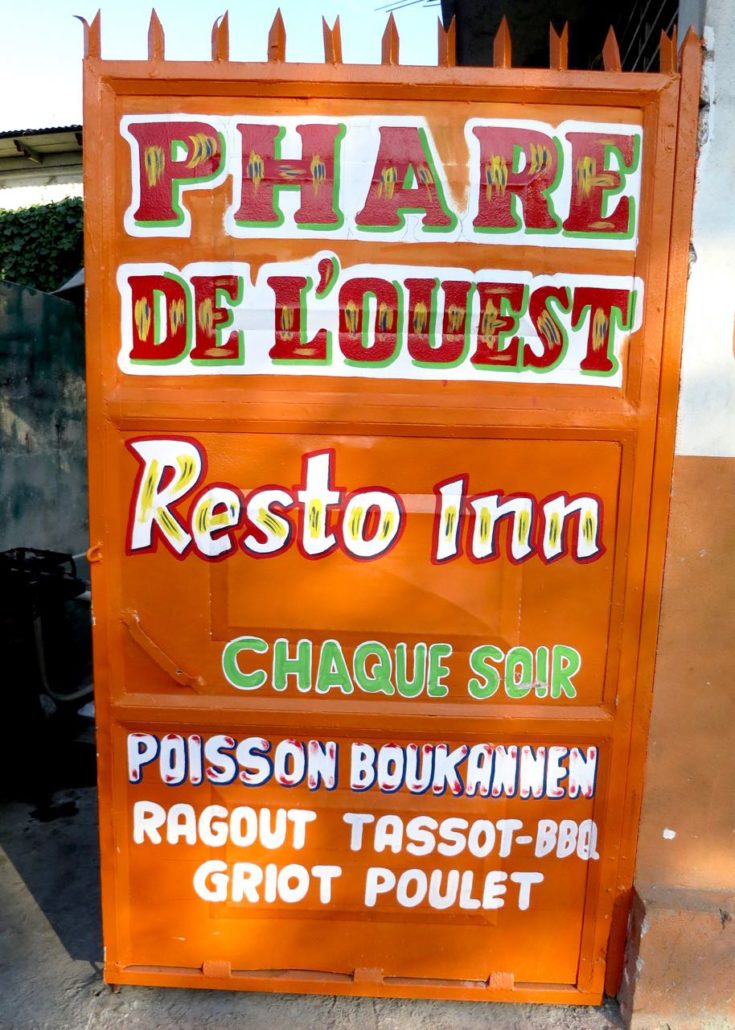 PHARE
DE L'OUEST
Resto Inn
CHAQUE SOIR
POISSON BOUKANNEN
RAGOUT TASSOT-BBQ
GRIOT POULET